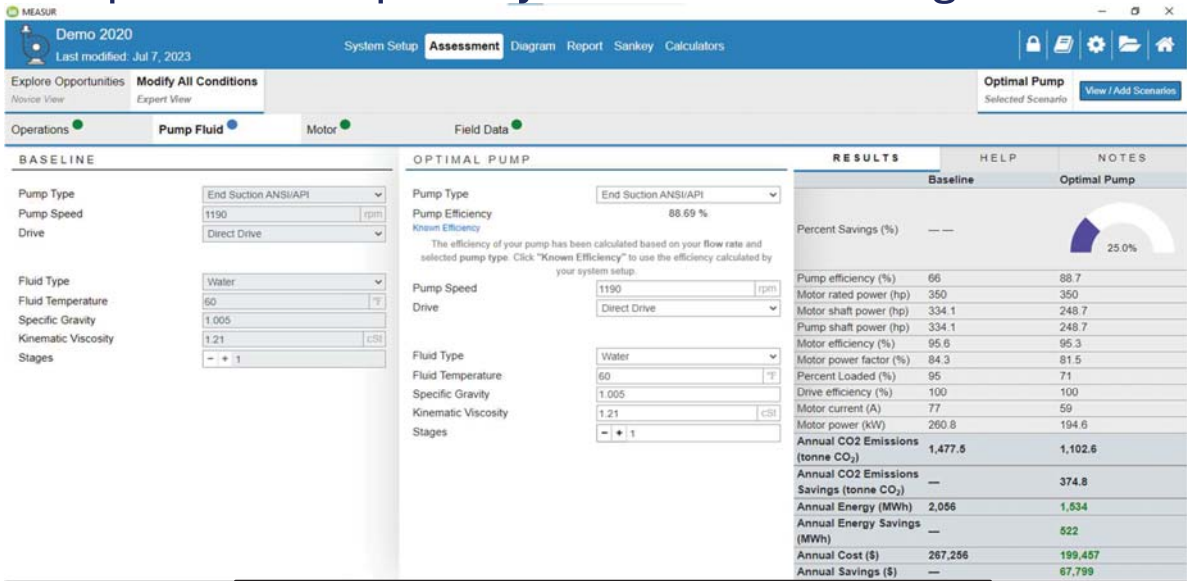 MEASUR
Demo 2020
Last modified: Jul 7, 2023
System Setup Assessment Diagram Report Sankey Calculators
Explore Opportunities Modify All Conditions
Novice View Expert View
Optimal Pump
Selected Scenario
View / Add Scenarios
Operations Pump Fluid Motor Field Data
BASELINE
Pump Type End Suction ANSI/API
Pump Speed 1190 rpm
Drive Direct Drive
Fluid Type Water
Fluid Temperature 60 °F
Specific Gravity 1.005
Kinematic Viscosity 1.21 cSt
Stages - + 1
OPTIMAL PUMP
Pump Type End Suction ANSI/API
Pump Efficiency 88.69 %
Known Efficiency
The efficiency of your pump has been calculated based on your flow rate and
selected pump type. Click "Known Efficiency" to use the efficiency calculated by
your system setup.
Pump Speed 1190 rpm
Drive Direct Drive
Fluid Type Water
Fluid Temperature 60 °F
Specific Gravity 1.005
Kinematic Viscosity 1.21 cSt
Stages - + 1
RESULTS HELP NOTES
Baseline Optimal Pump
Percent Savings (%) — — 25.0%
Pump efficiency (%) 66 88.7
Motor rated power (hp) 350 350
Motor shaft power (hp) 334.1 248.7
Pump shaft power (hp) 334.1 248.7
Motor efficiency (%) 95.6 95.3
Motor power factor (%) 84.3 81.5
Percent Loaded (%) 95 71
Drive efficiency (%) 100 100
Motor current (A) 77 59
Motor power (kW) 260.8 194.6
Annual CO2 Emissions
(tonne CO₂) 1,477.5 1,102.6
Annual CO2 Emissions
Savings (tonne CO₂) — 374.8
Annual Energy (MWh) 2,056 1,534
Annual Energy Savings
(MWh) — 522
Annual Cost ($) 267,256 199,457
Annual Savings ($) — 67,799